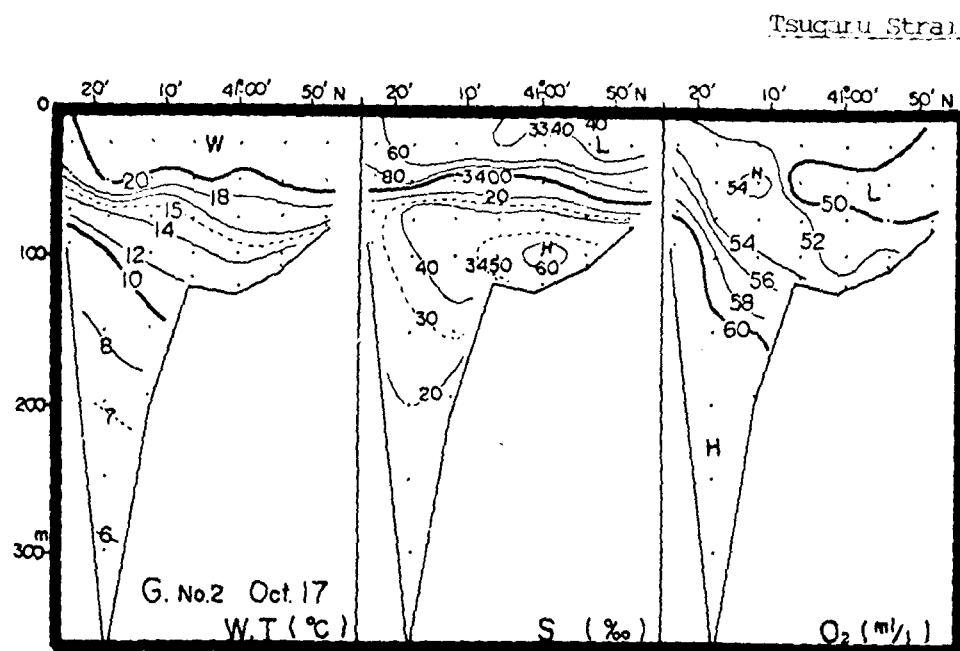 Tsugaru Strait
20' 10' 41°00' 50' N 20' 10' 41°00' 50' N 20' 10' 41°00' 50' N
0
W 3340 40 L
20 60 54 H
18 80 3400 50 L
15 20
14 52
100
12 40 3450 H 60 54
10 56
30 58
60
8
20
200
7
H
m
6
300
G. No.2 Oct. 17
W.T (°C) S (‰) O₂ (ml/l)